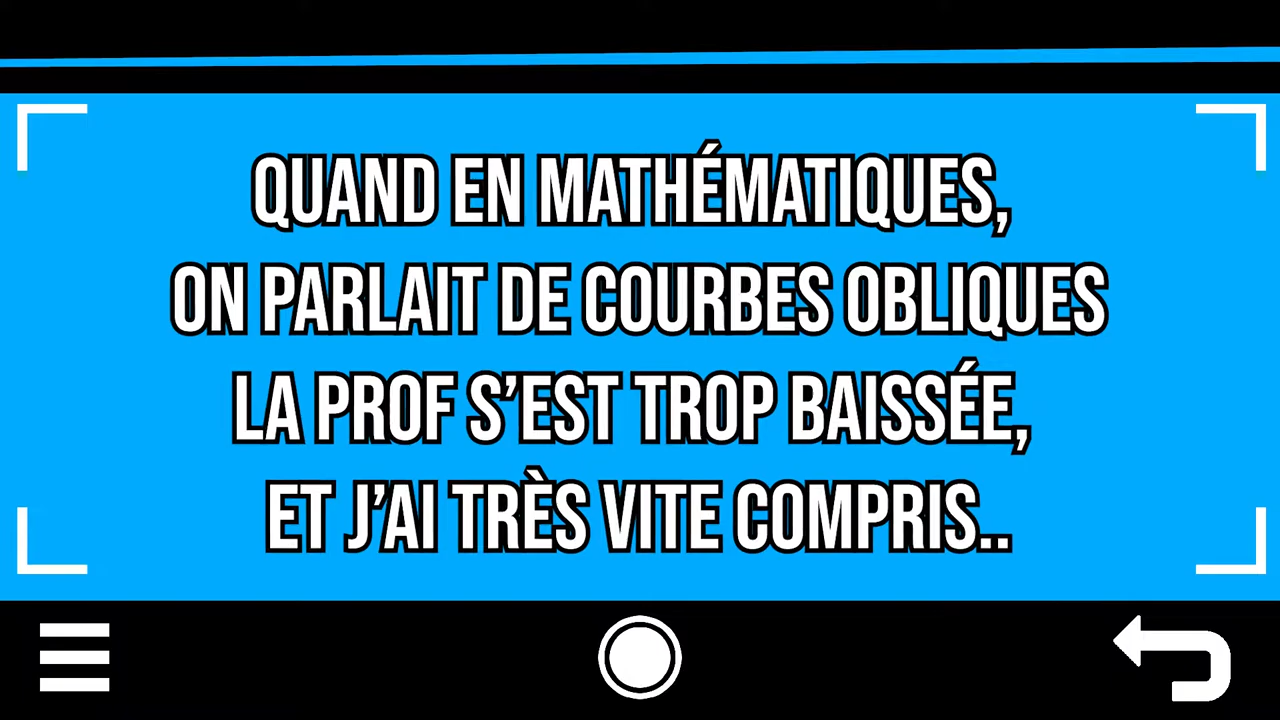 QUAND EN MATHÉMATIQUES,
ON PARLAIT DE COURBES OBLIQUES
LA PROF S’EST TROP BAISSÉE,
ET J’AI TRÈS VITE COMPRIS..